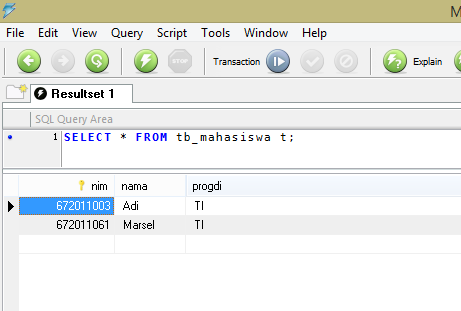 M
File Edit View Query Script Tools Window Help
STOP Transaction Explain
Resultset 1
SQL Query Area
1 SELECT * FROM tb_mahasiswa t;
nim nama progdi
672011003 Adi TI
672011061 Marsel TI